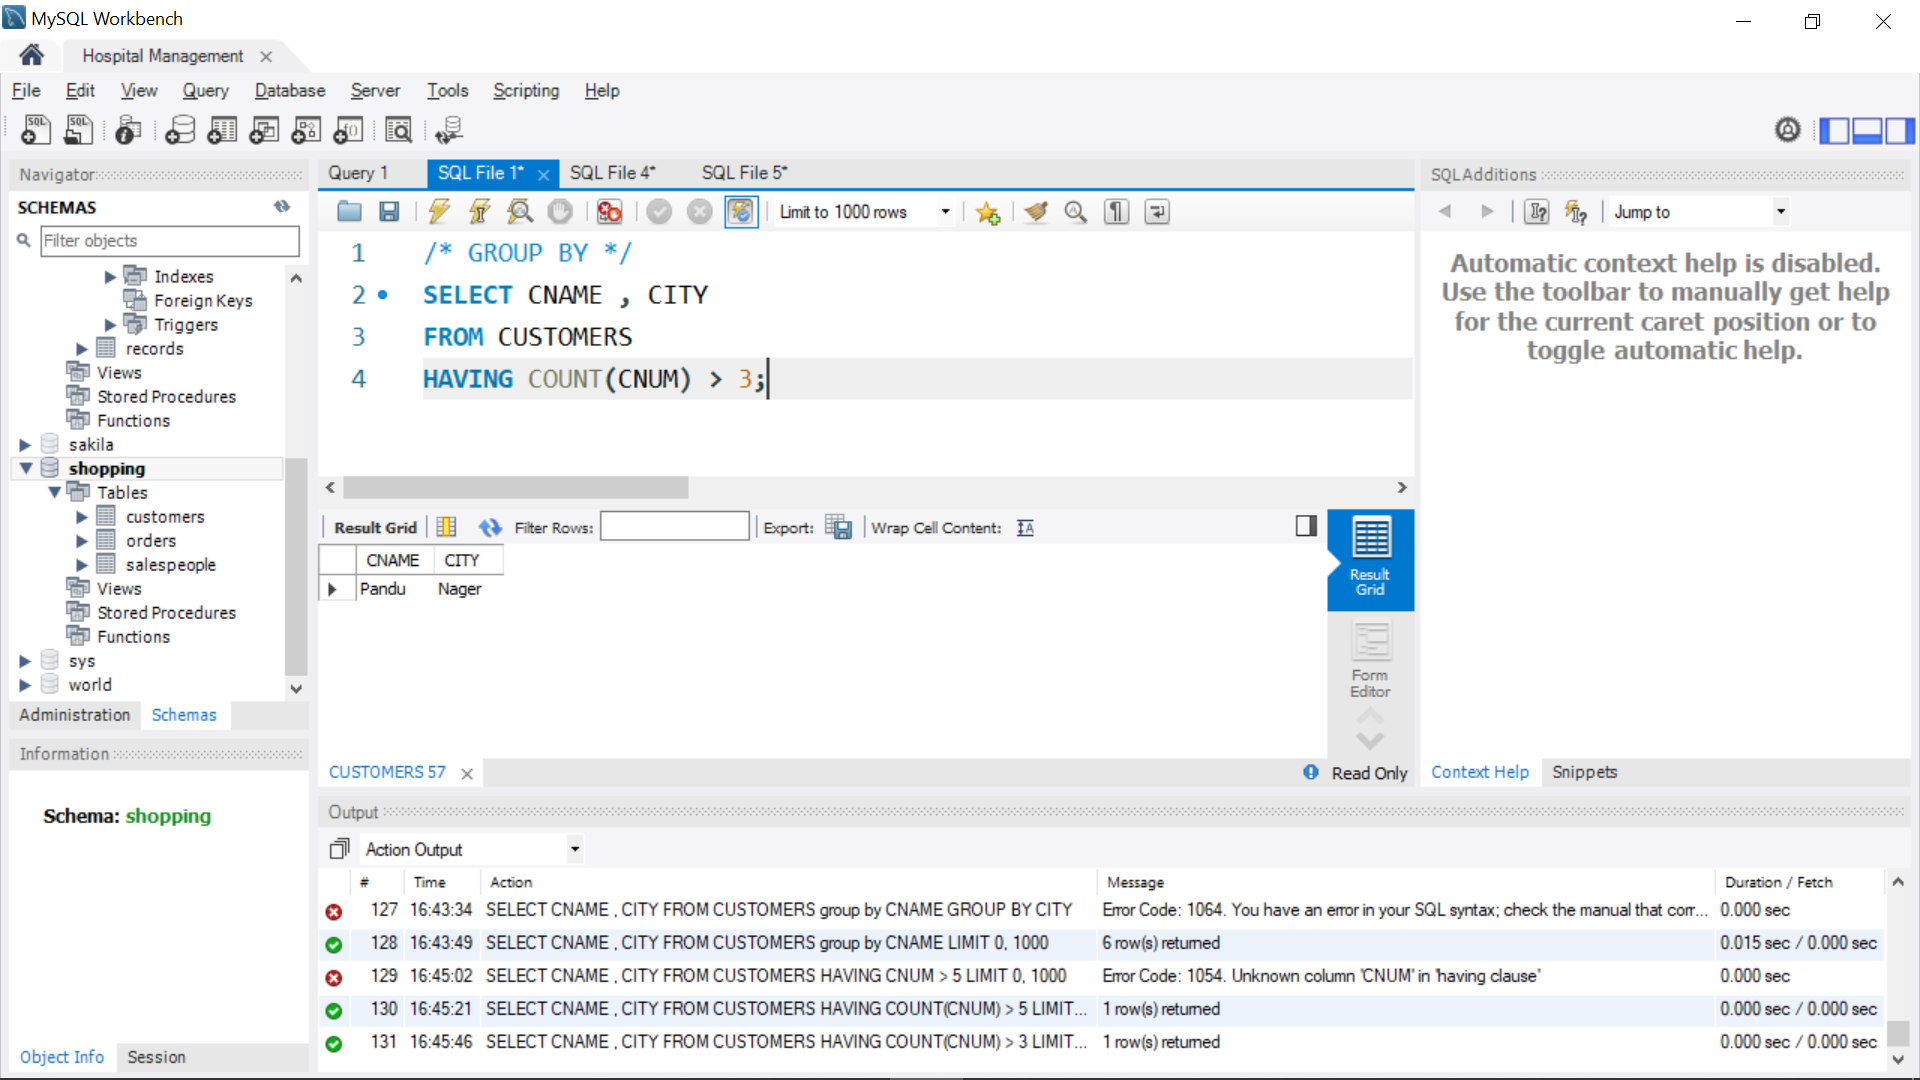 MySQL Workbench
Hospital Management
File Edit View Query Database Server Tools Scripting Help
Navigator
SCHEMAS
Filter objects
Indexes
Foreign Keys
Triggers
records
Views
Stored Procedures
Functions
sakila
shopping
Tables
customers
orders
salespeople
Views
Stored Procedures
Functions
sys
world
Administration Schemas
Information
Schema: shopping
Object Info Session
Query 1 SQL File 1* SQL File 4* SQL File 5*
Limit to 1000 rows
1 /* GROUP BY */
2 SELECT CNAME , CITY
3 FROM CUSTOMERS
4 HAVING COUNT(CNUM) > 3;
Result Grid Filter Rows: Export: Wrap Cell Content:
CNAME CITY
Pandu Nager
Result
Grid
Form
Editor
CUSTOMERS 57 Read Only
SQLAdditions
Jump to
Automatic context help is disabled.
Use the toolbar to manually get help
for the current caret position or to
toggle automatic help.
Context Help Snippets
Output
Action Output
# Time Action Message Duration / Fetch
127 16:43:34 SELECT CNAME , CITY FROM CUSTOMERS group by CNAME GROUP BY CITY Error Code: 1064. You have an error in your SQL syntax; check the manual that corr... 0.000 sec
128 16:43:49 SELECT CNAME , CITY FROM CUSTOMERS group by CNAME LIMIT 0, 1000 6 row(s) returned 0.015 sec / 0.000 sec
129 16:45:02 SELECT CNAME , CITY FROM CUSTOMERS HAVING CNUM > 5 LIMIT 0, 1000 Error Code: 1054. Unknown column 'CNUM' in 'having clause' 0.000 sec
130 16:45:21 SELECT CNAME , CITY FROM CUSTOMERS HAVING COUNT(CNUM) > 5 LIMIT... 1 row(s) returned 0.000 sec / 0.000 sec
131 16:45:46 SELECT CNAME , CITY FROM CUSTOMERS HAVING COUNT(CNUM) > 3 LIMIT... 1 row(s) returned 0.000 sec / 0.000 sec